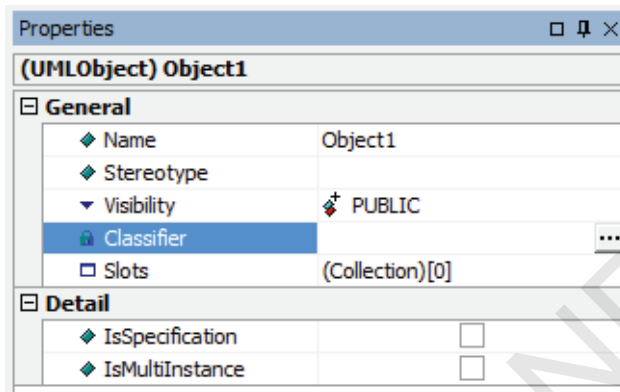 Properties
(UMLObject) Object1
General
Name Object1
Stereotype
Visibility PUBLIC
Classifier ...
Slots (Collection)[0]
Detail
IsSpecification
IsMultiInstance